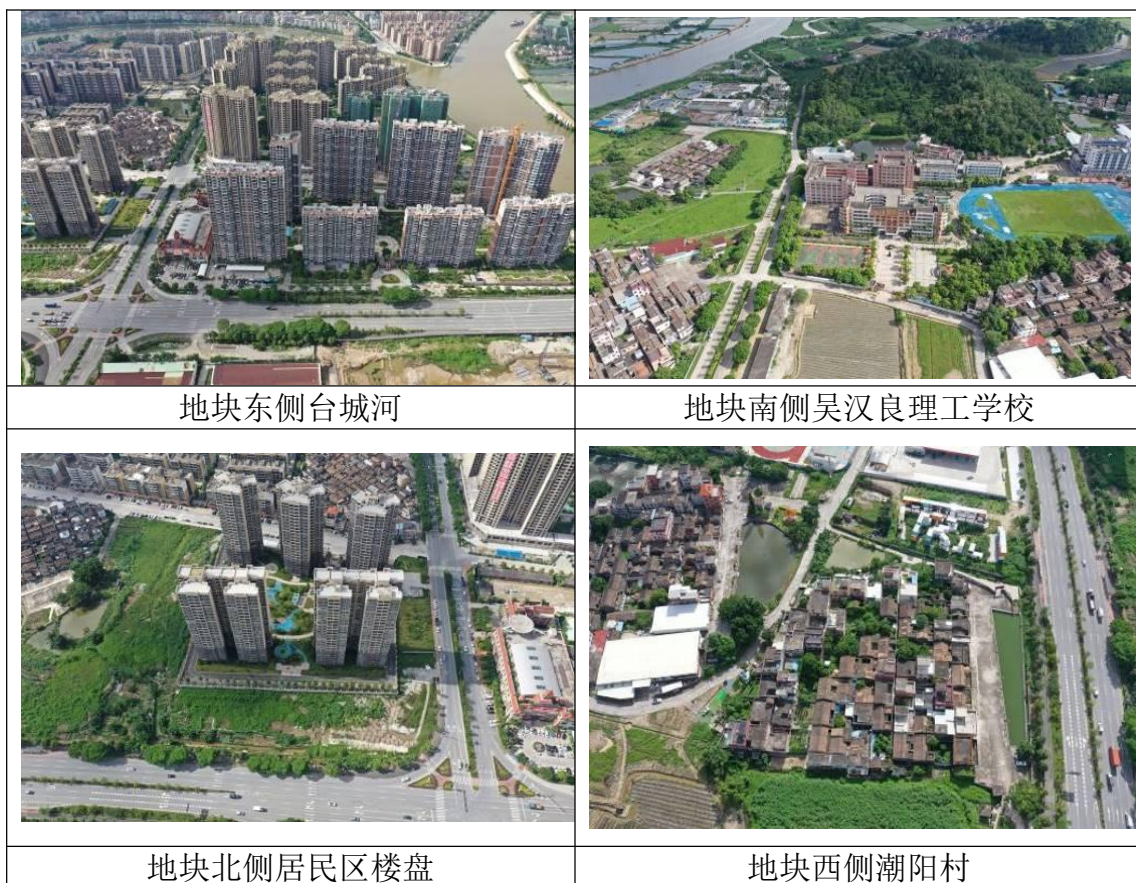 地块东侧台城河
地块南侧吴汉良理工学校
地块北侧居民区楼盘
地块西侧潮阳村